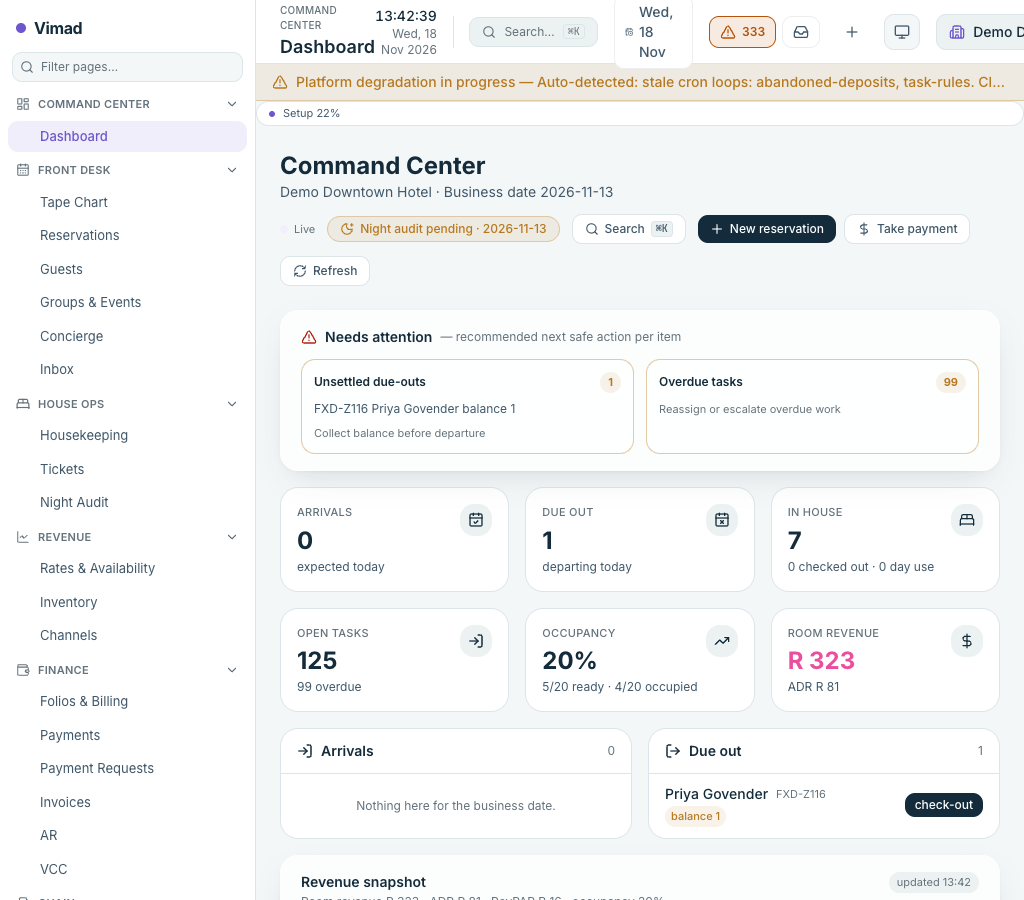 Vimad
Filter pages...
COMMAND CENTER
Dashboard
FRONT DESK
Tape Chart
Reservations
Guests
Groups & Events
Concierge
Inbox
HOUSE OPS
Housekeeping
Tickets
Night Audit
REVENUE
Rates & Availability
Inventory
Channels
FINANCE
Folios & Billing
Payments
Payment Requests
Invoices
AR
VCC
COMMAND
CENTER
Dashboard
13:42:39
Wed, 18
Nov 2026
Search... ⌘K
Wed,
18
Nov
333
Demo D
Platform degradation in progress — Auto-detected: stale cron loops: abandoned-deposits, task-rules. Cl...
Setup 22%
Command Center
Demo Downtown Hotel · Business date 2026-11-13
Live
Night audit pending · 2026-11-13
Search ⌘K
New reservation
Take payment
Refresh
Needs attention — recommended next safe action per item
Unsettled due-outs 1
FXD-Z116 Priya Govender balance 1
Collect balance before departure
Overdue tasks 99
Reassign or escalate overdue work
ARRIVALS
0
expected today
DUE OUT
1
departing today
IN HOUSE
7
0 checked out · 0 day use
OPEN TASKS
125
99 overdue
OCCUPANCY
20%
5/20 ready · 4/20 occupied
ROOM REVENUE
R 323
ADR R 81
Arrivals 0
Nothing here for the business date.
Due out 1
Priya Govender FXD-Z116
balance 1
check-out
Revenue snapshot updated 13:42
Room revenue R 323 · ADR R 81 · RevPAR R 16 · occupancy 20%